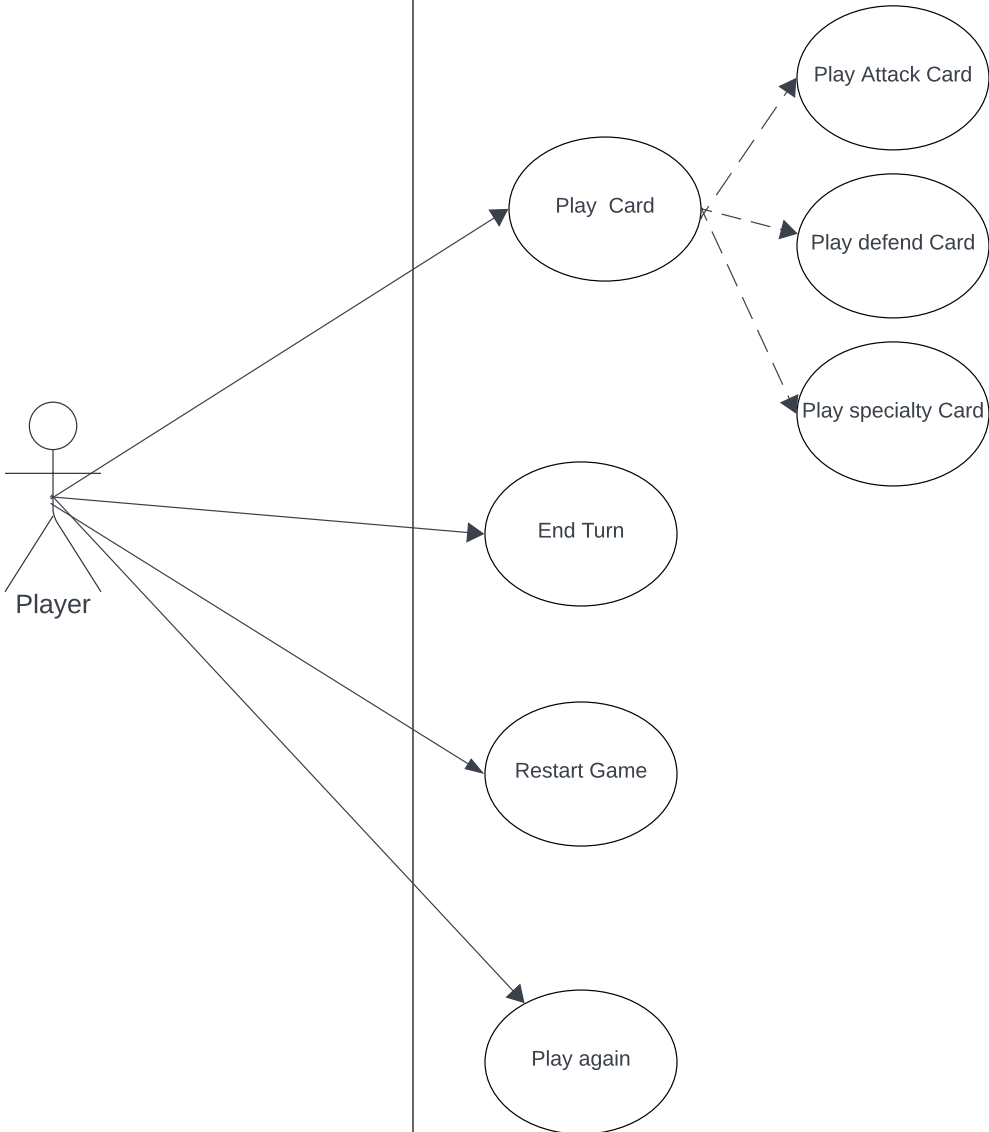 Play Attack Card
Play  Card
Play defend Card
Play specialty Card
End Turn
Player
Restart Game
Play again